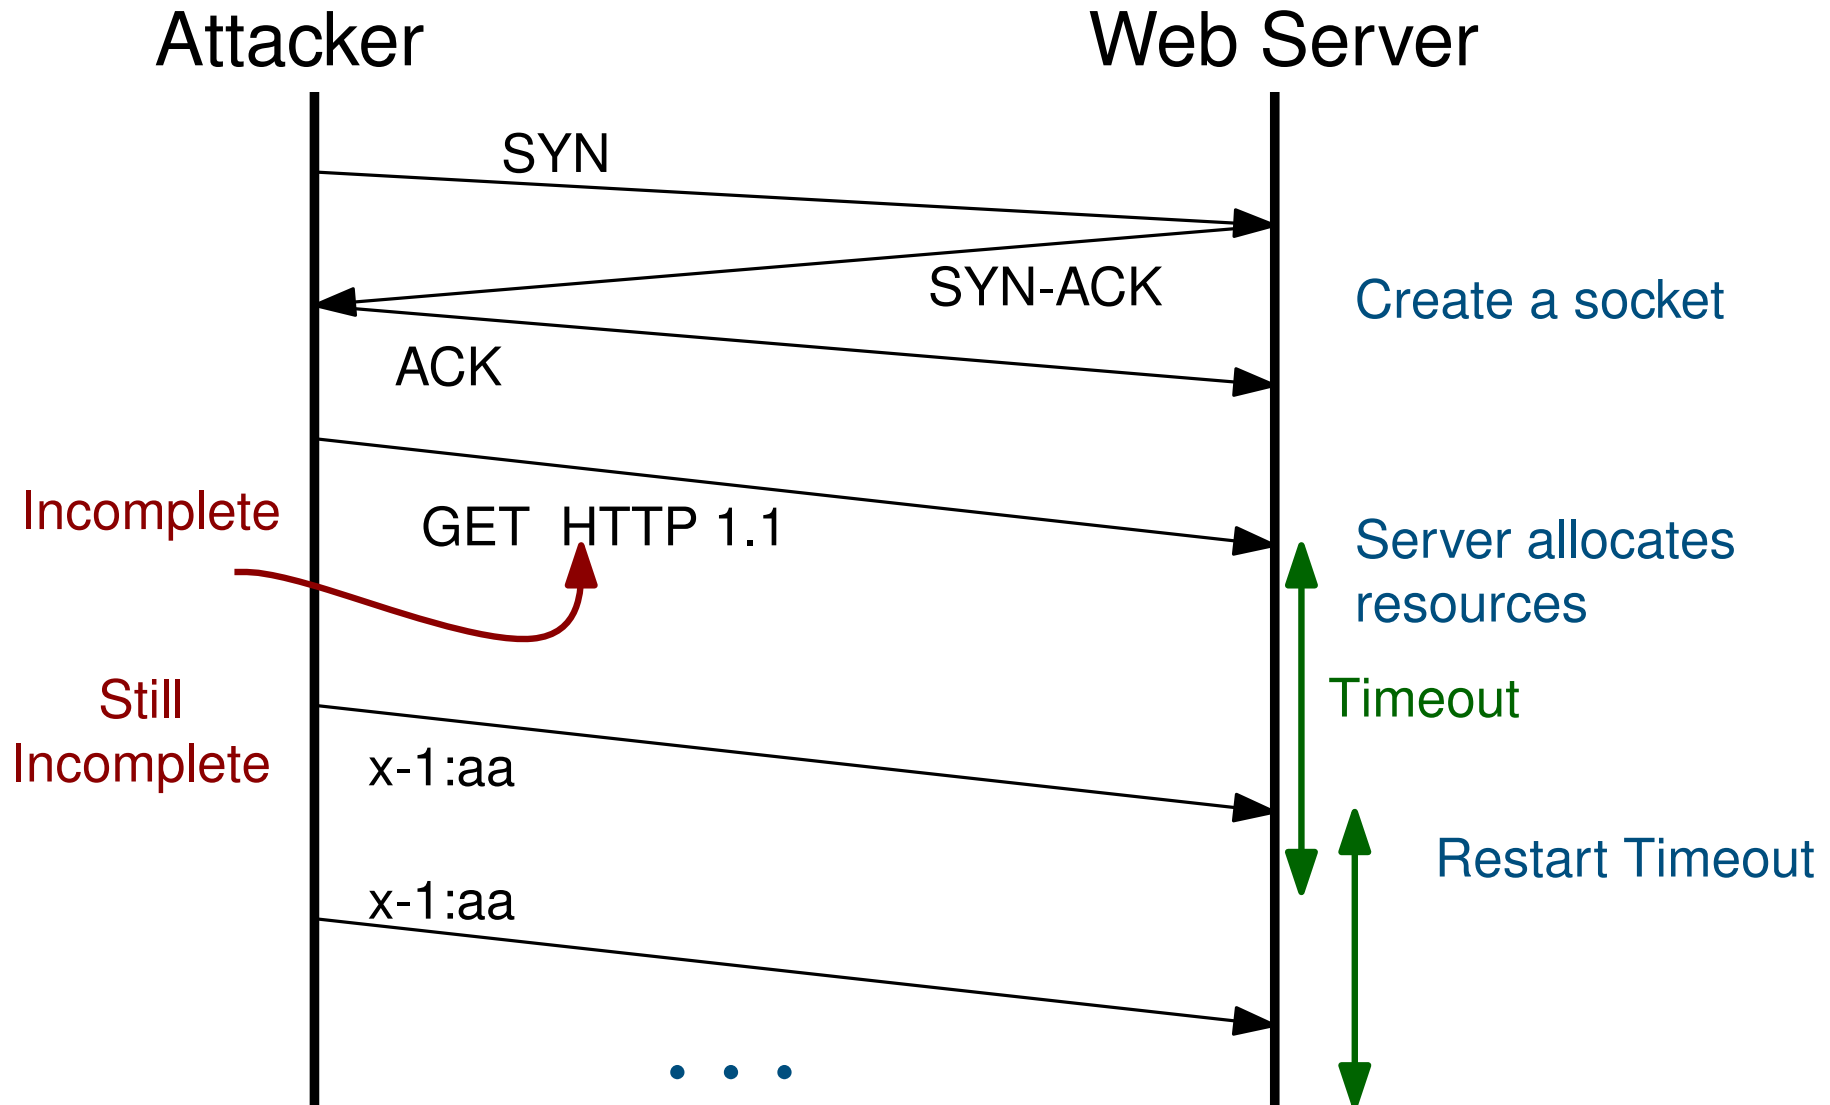 Attacker
Web Server
SYN
SYN-ACK
Create a socket
ACK
Incomplete
GET  HTTP 1.1
Server allocates
resources
Still
Incomplete
Timeout
x-1:aa
Restart Timeout
x-1:aa
. . .